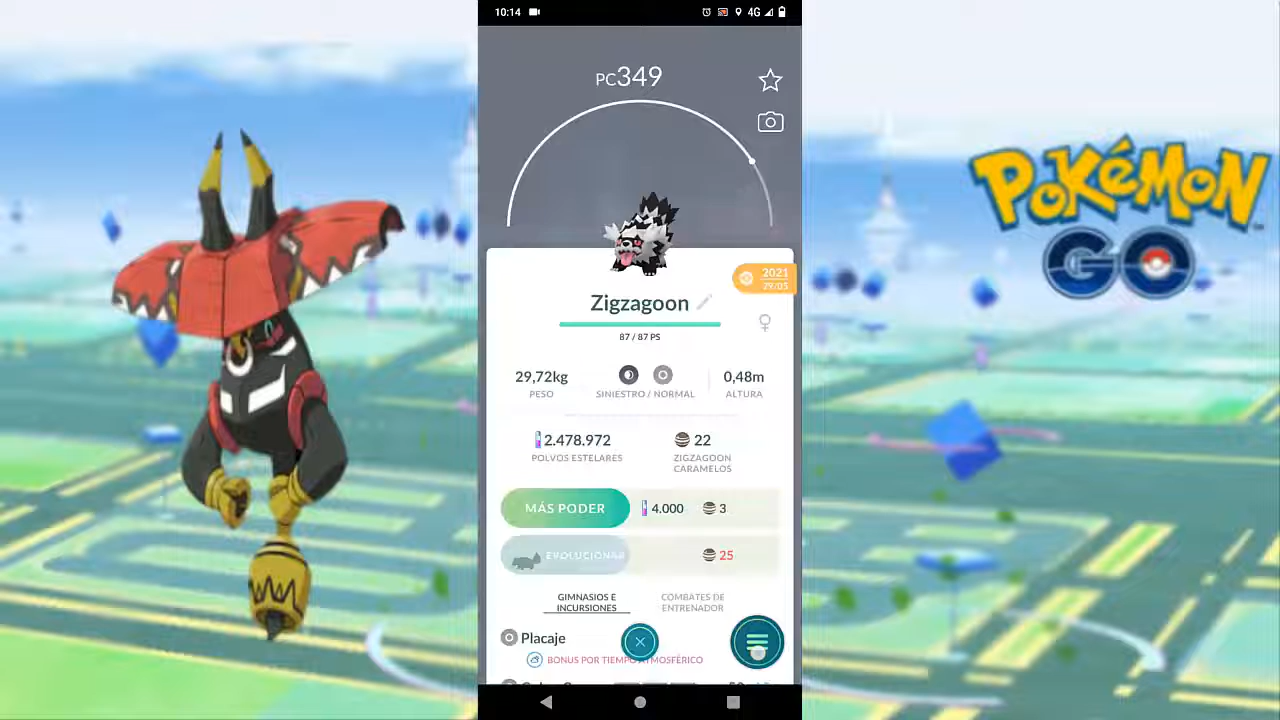 10:14
4G
PC349
POKéMON
GO
2021
29/05
Zigzagoon
87 / 87 PS
29,72kg
PESO
SINIESTRO / NORMAL
0,48m
ALTURA
2.478.972
POLVOS ESTELARES
22
ZIGZAGOON
CARAMELOS
MÁS PODER
4.000
3
EVOLUCIONAR
25
GIMNASIOS E
INCURSIONES
COMBATES DE
ENTRENADOR
Placaje
BONUS POR TIEMPO ATMOSFÉRICO